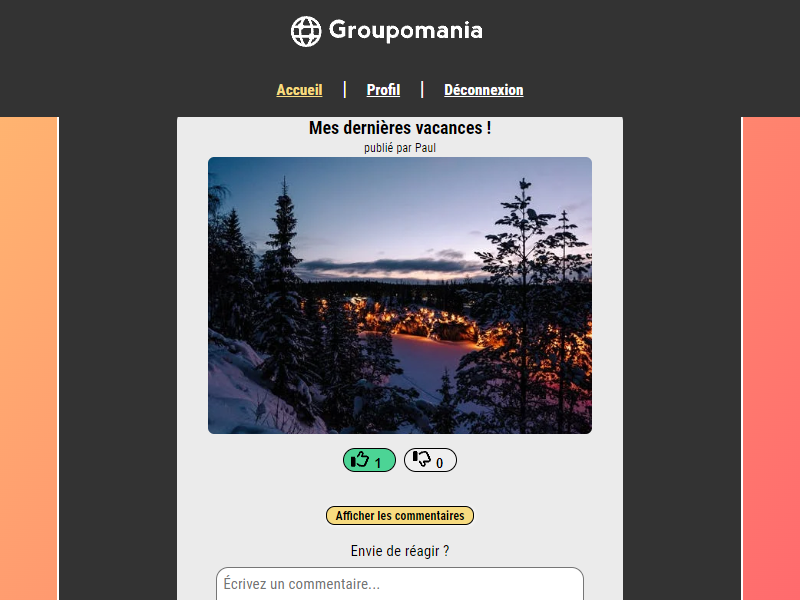 Groupomania
Accueil | Profil | Déconnexion
Mes dernières vacances !
publié par Paul
1 0
Afficher les commentaires
Envie de réagir ?
Écrivez un commentaire...